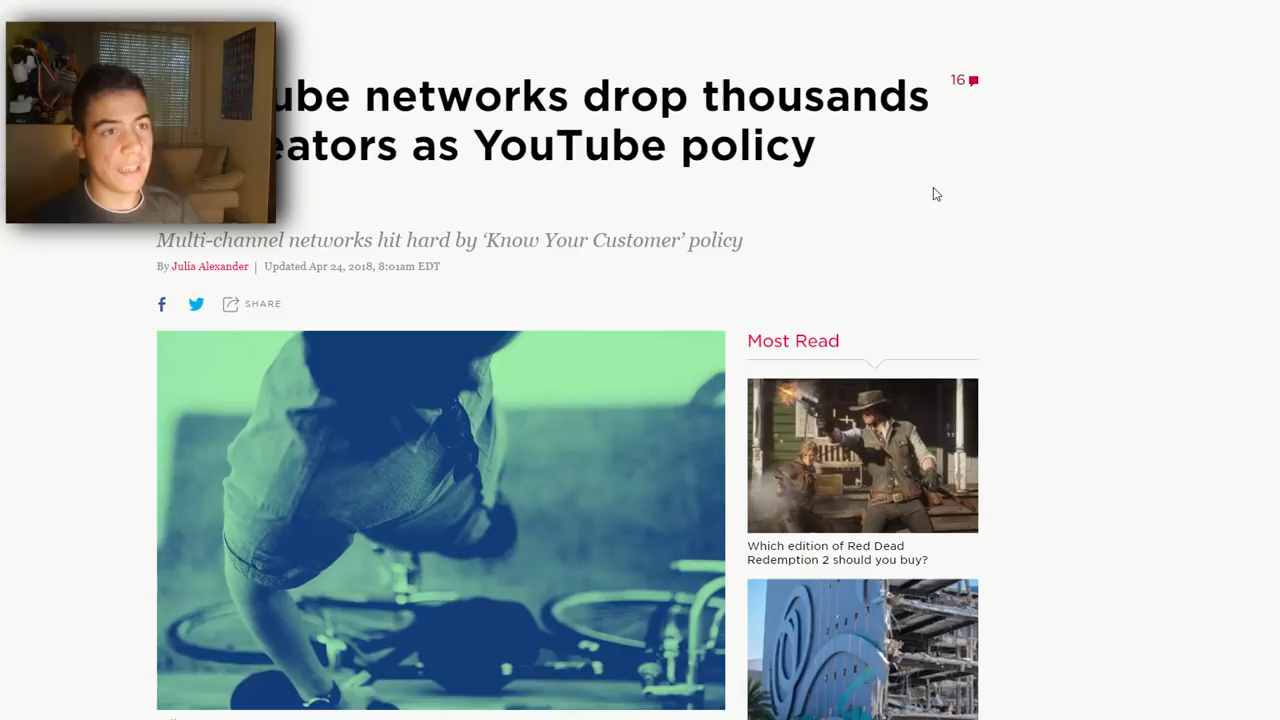 networks drop thousands
as YouTube policy
16
Multi-channel networks hit hard by ‘Know Your Customer’ policy
By Julia Alexander | Updated Apr 24, 2018, 8:01am EDT
SHARE
Most Read
Which edition of Red Dead
Redemption 2 should you buy?